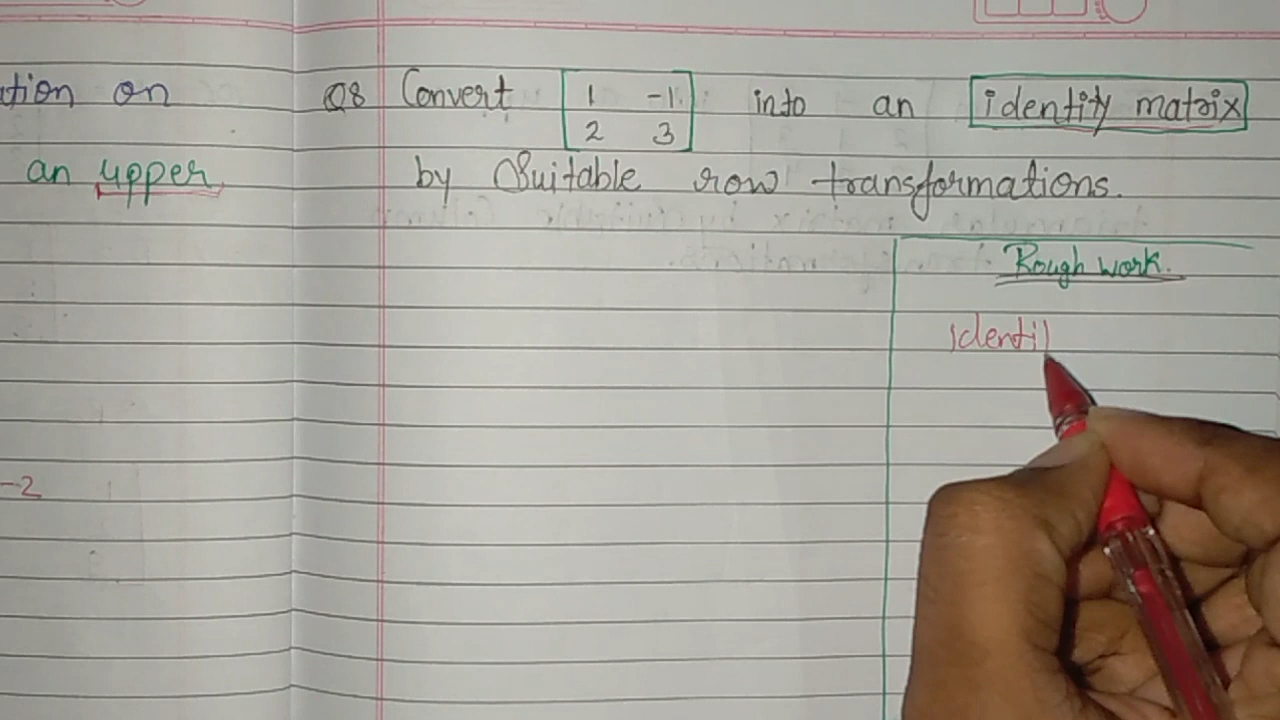 ation on
an upper
-2
Q8 Convert [ 1 -1 into an identity matrix
2 3 ]
by Suitable row transformations.
Rough work.
Identi